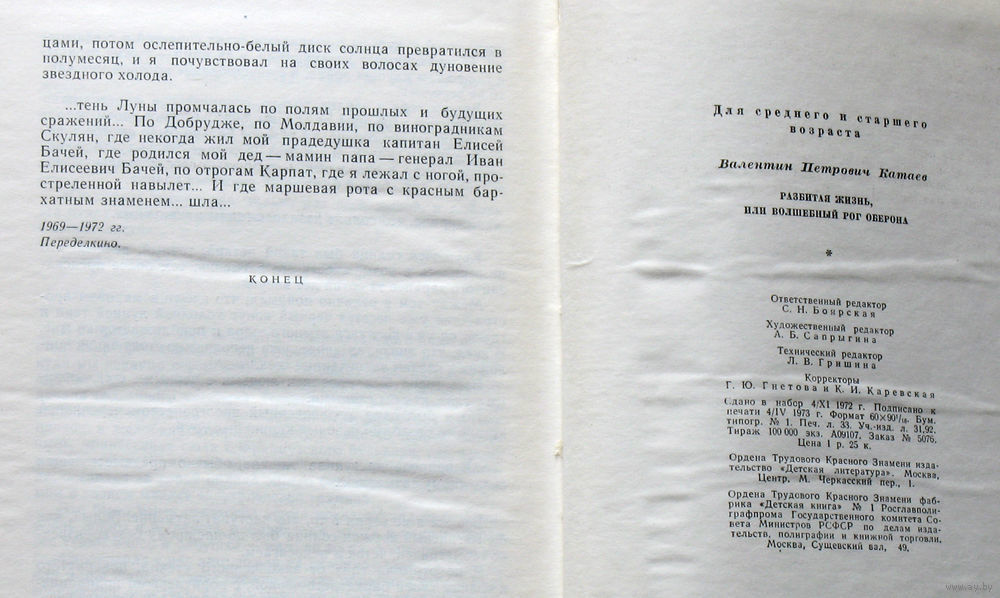 цами, потом ослепительно-белый диск солнца превратился в
полумесяц, и я почувствовал на своих волосах дуновение
звездного холода.
...тень Луны промчалась по полям прошлых и будущих
сражений... По Добрудже, по Молдавии, по виноградникам
Скулян, где некогда жил мой прадедушка капитан Елисей
Бачей, где родился мой дед — мамин папа — генерал Иван
Елисеевич Бачей, по отрогам Карпат, где я лежал с ногой, про-
стреленной навылет... И где маршевая рота с красным бар-
хатным знаменем... шла...
1969—1972 гг.
Переделкино.
КОНЕЦ
Для среднего и старшего
возраста
Валентин Петрович Катаев
РАЗБИТАЯ ЖИЗНЬ,
ИЛИ ВОЛШЕБНЫЙ РОГ ОБЕРОНА
*
Ответственный редактор
С. Н. Боярская
Художественный редактор
А. Б. Сапрыгина
Технический редактор
Л. В. Гришина
Корректоры
Г. Ю. Гнетова и К. И. Каревская
Сдано в набор 4/XI 1972 г. Подписано к
печати 4/IV 1973 г. Формат 60×90¹/₁₆. Бум.
типогр. № 1. Печ. л. 33. Уч.-изд. л. 31,92.
Тираж 100 000 экз. А09107. Заказ № 5076.
Цена 1 р. 25 к.
Ордена Трудового Красного Знамени изда-
тельство «Детская литература». Москва,
Центр, М. Черкасский пер., 1.
Ордена Трудового Красного Знамени фаб-
рика «Детская книга» № 1 Росглавполи-
графпрома Государственного комитета Со-
вета Министров РСФСР по делам изда-
тельств, полиграфии и книжной торговли.
Москва, Сущевский вал, 49.
www.ay.by